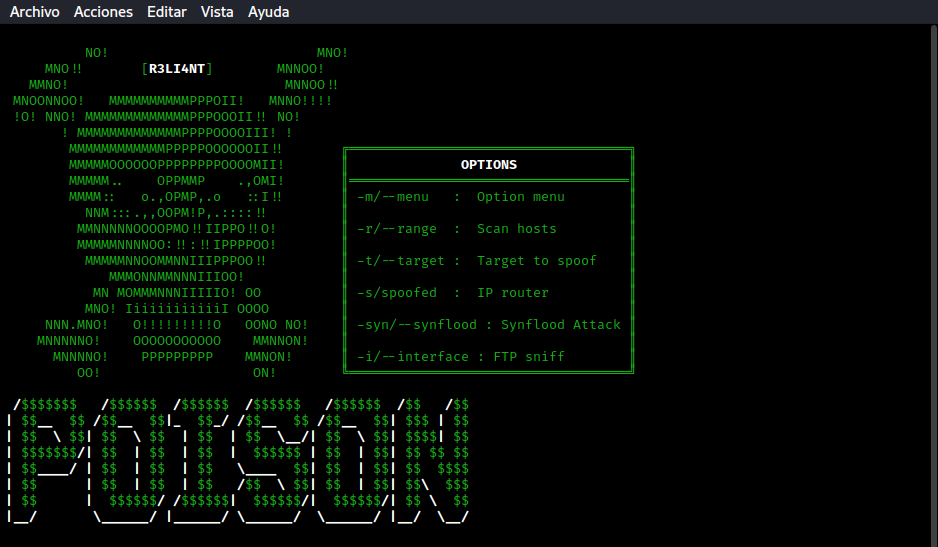 Archivo Acciones Editar Vista Ayuda
NO! MNO!
MNO!! [R3LI4NT] MNNOO!
MMNO! MNNOO!!
MNOONNOO! MMMMMMMMMMPPPOII! MNNO!!!!
!O! NNO! MMMMMMMMMMMMMPPPOOOII!! NO!
! MMMMMMMMMMMMMPPPPOOOOIII! !
MMMMMMMMMMMMPPPPPOOOOOOII!!
MMMMMOOOOOOPPPPPPPPOOOOMII!
MMMMM.. OPPMMP .,OMI!
MMMM:: o.,OPMP,.o ::I!!
NNM:::.,,OOPM!P,.::::!!
MMNNNNNOOOOPMO!!IIPPO!!O!
MMMMMNNNNOO:!!:!!IPPPPOO!
MMMMMNNOOMMNNIIIPPPOO!!
MMMONNMMNNNIIIOO!
MN MOMMMNNNIIIIIO! OO
MNO! IiiiiiiiiiiiI OOOO
NNN.MNO! O!!!!!!!!!O OONO NO!
MNNNNNO! OOOOOOOOOOO MMNNON!
MNNNNO! PPPPPPPPP MMNON!
OO! ON!
OPTIONS
-m/--menu : Option menu
-r/--range : Scan hosts
-t/--target : Target to spoof
-s/spoofed : IP router
-syn/--synflood : Synflood Attack
-i/--interface : FTP sniff
POISON